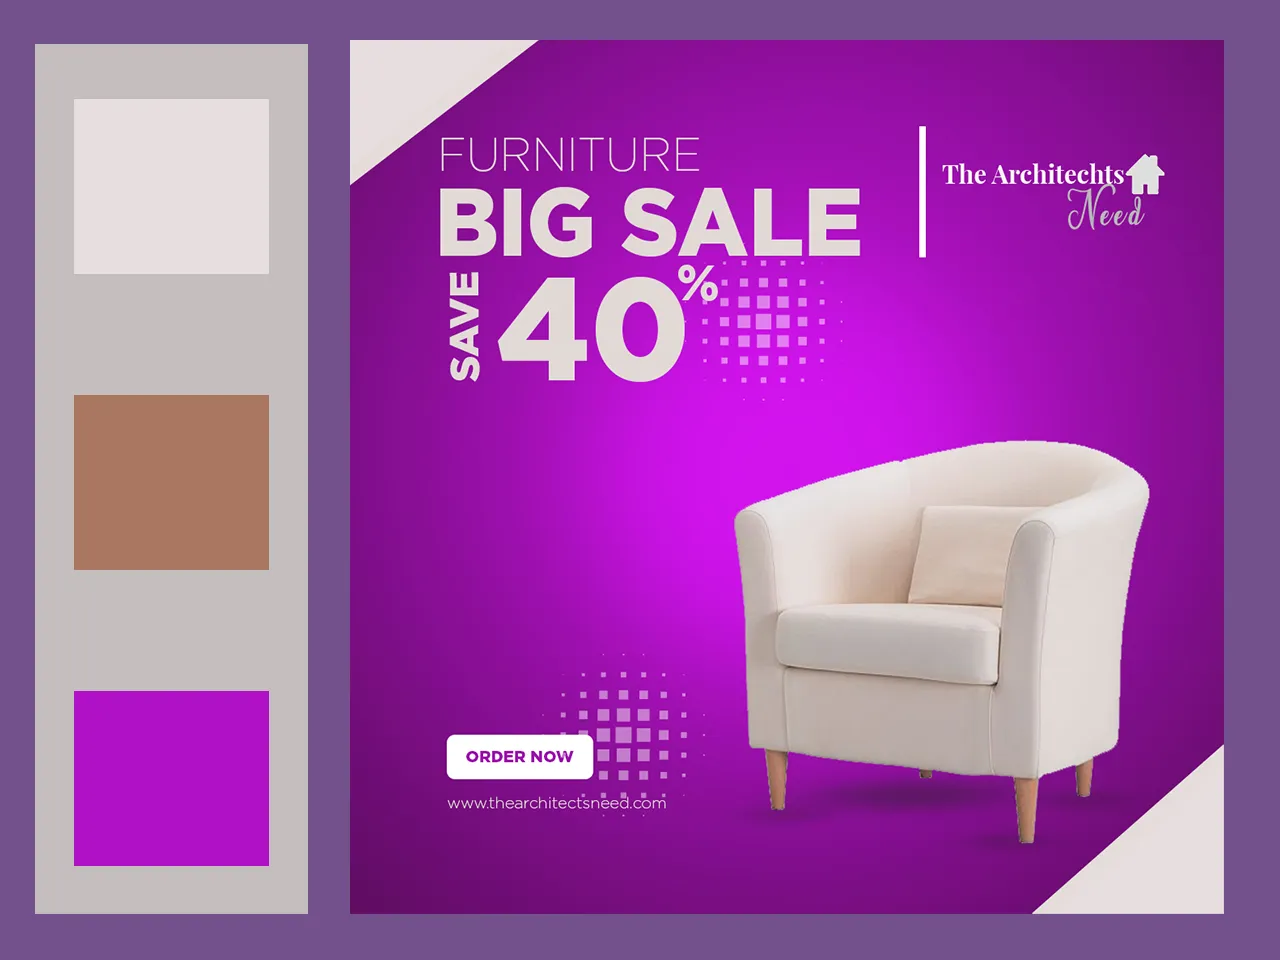 FURNITURE
BIG SALE
SAVE 40%
The Architechts
Need
ORDER NOW
www.thearchitectsneed.com